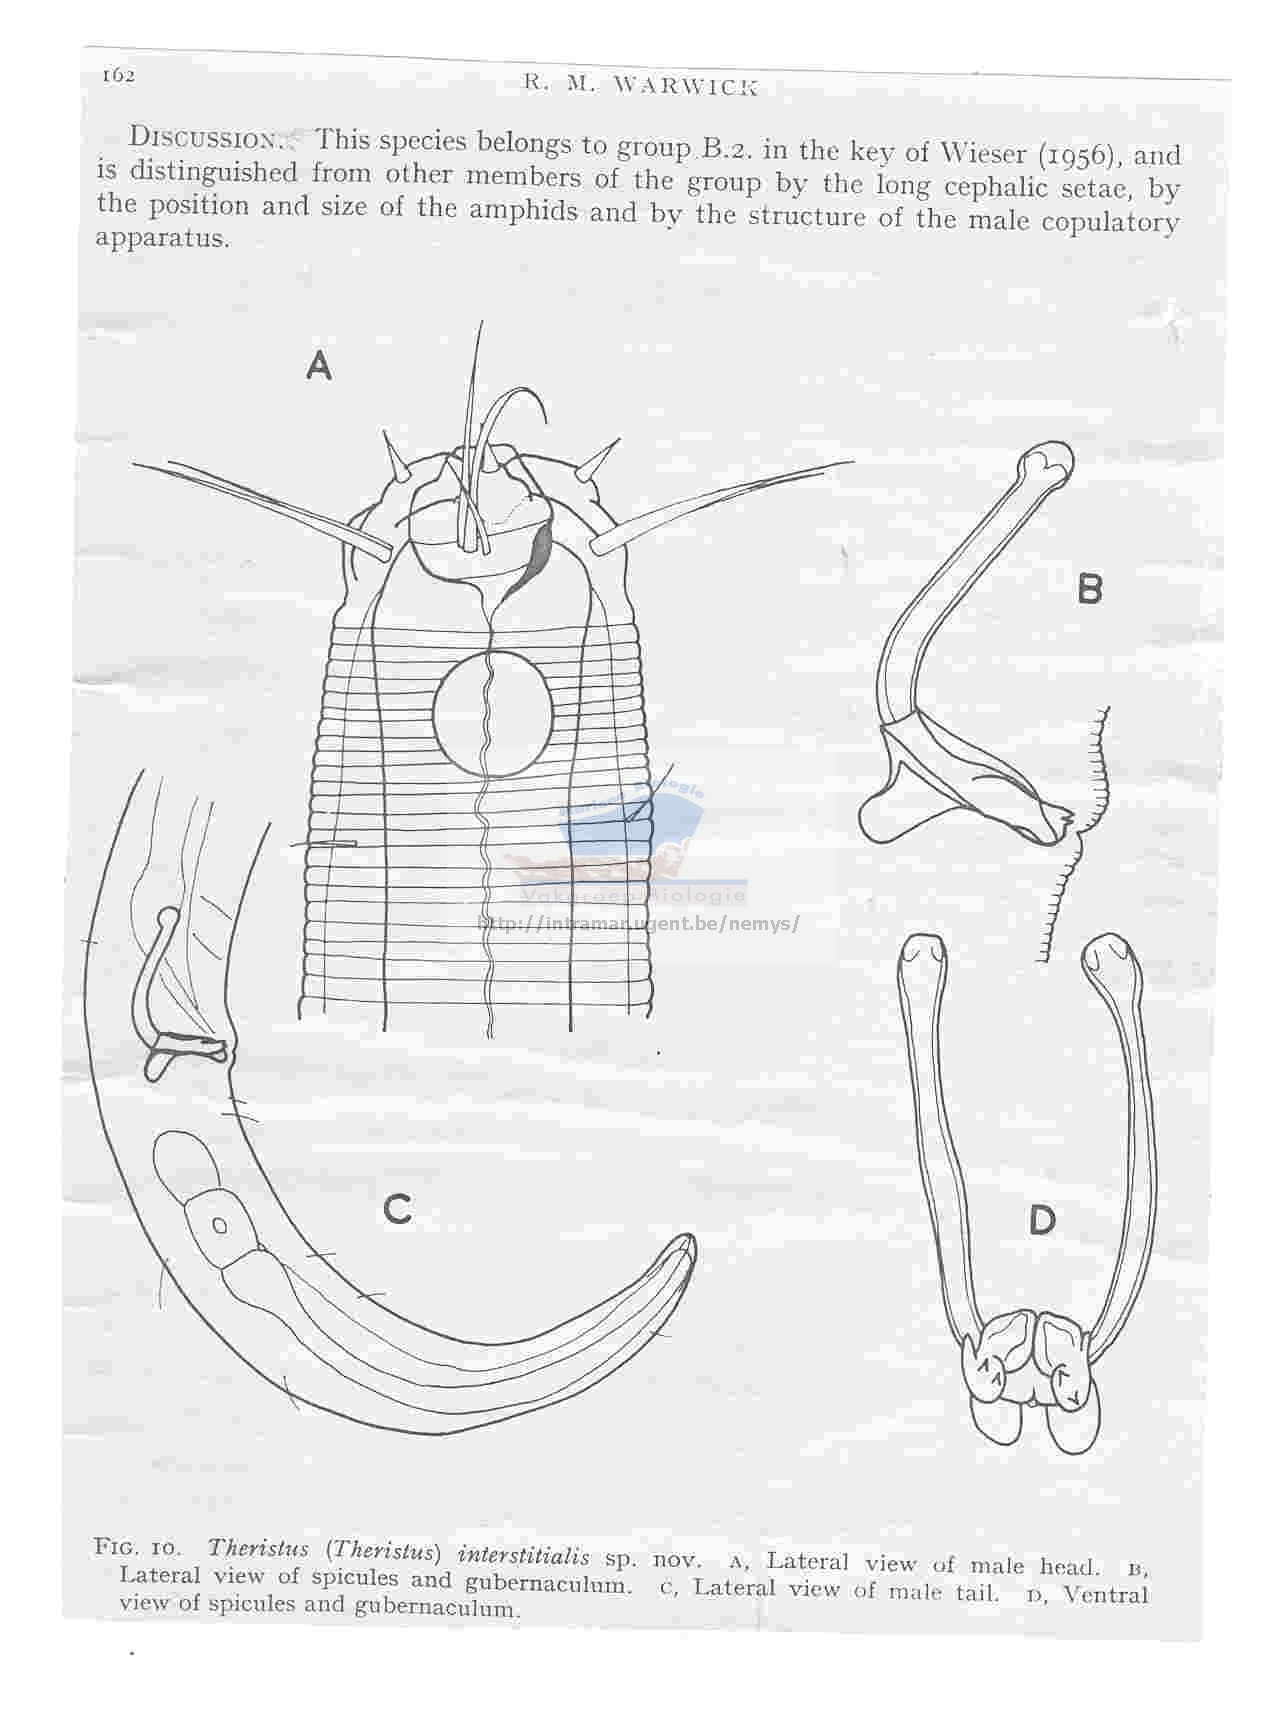 162
R. M. WARWICK
DISCUSSION. This species belongs to group B.2. in the key of Wieser (1956), and
is distinguished from other members of the group by the long cephalic setae, by
the position and size of the amphids and by the structure of the male copulatory
apparatus.
A
B
Mariene Biologie
Vakgroep Biologie
http://intramar.ugent.be/nemys/
C
D
FIG. 10. Theristus (Theristus) interstitialis sp. nov. A, Lateral view of male head. B,
Lateral view of spicules and gubernaculum. C, Lateral view of male tail. D, Ventral
view of spicules and gubernaculum.